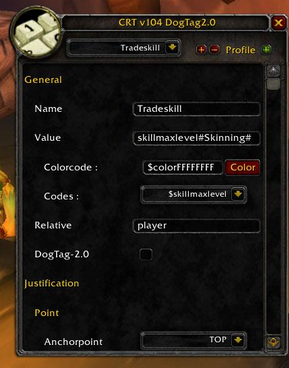 CRT v104 DogTag2.0
Tradeskill
Profile
General
Name Tradeskill
Value skillmaxlevel#Skinning#
Colorcode : $colorFFFFFFFF Color
Codes : $skillmaxlevel
Relative player
DogTag-2.0
Justification
Point
Anchorpoint TOP